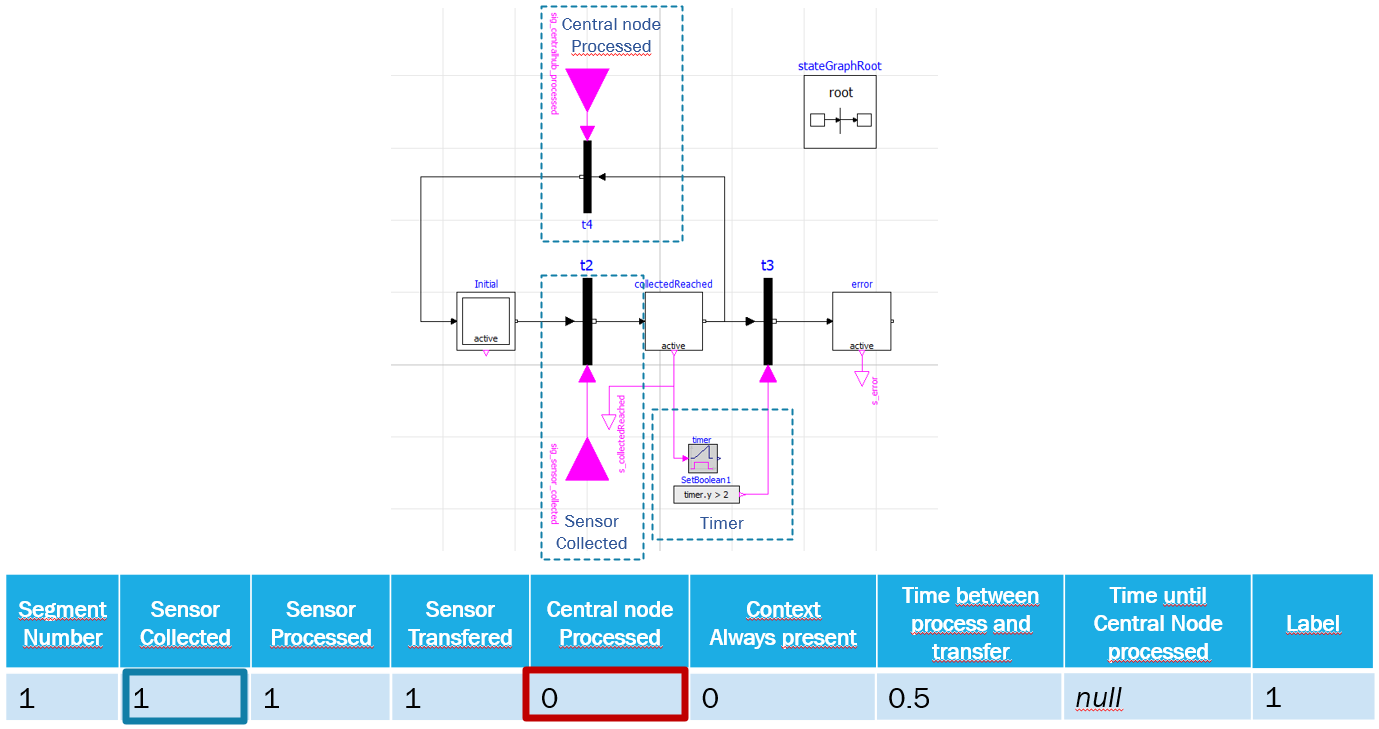 Central node
Processed
sig_centralhub_processed
stateGraphRoot
root
t4
t2
t3
Initial
collectedReached
error
active
active
active
s_collectedReached
s_error
sig_sensor_collected
timer
SetBoolean1
timer.y > 2
Timer
Sensor
Collected
Segment Number
Sensor Collected
Sensor Processed
Sensor Transfered
Central node Processed
Context Always present
Time between process and transfer
Time until Central Node processed
Label
1 1 1 1 0 0 0.5 null 1